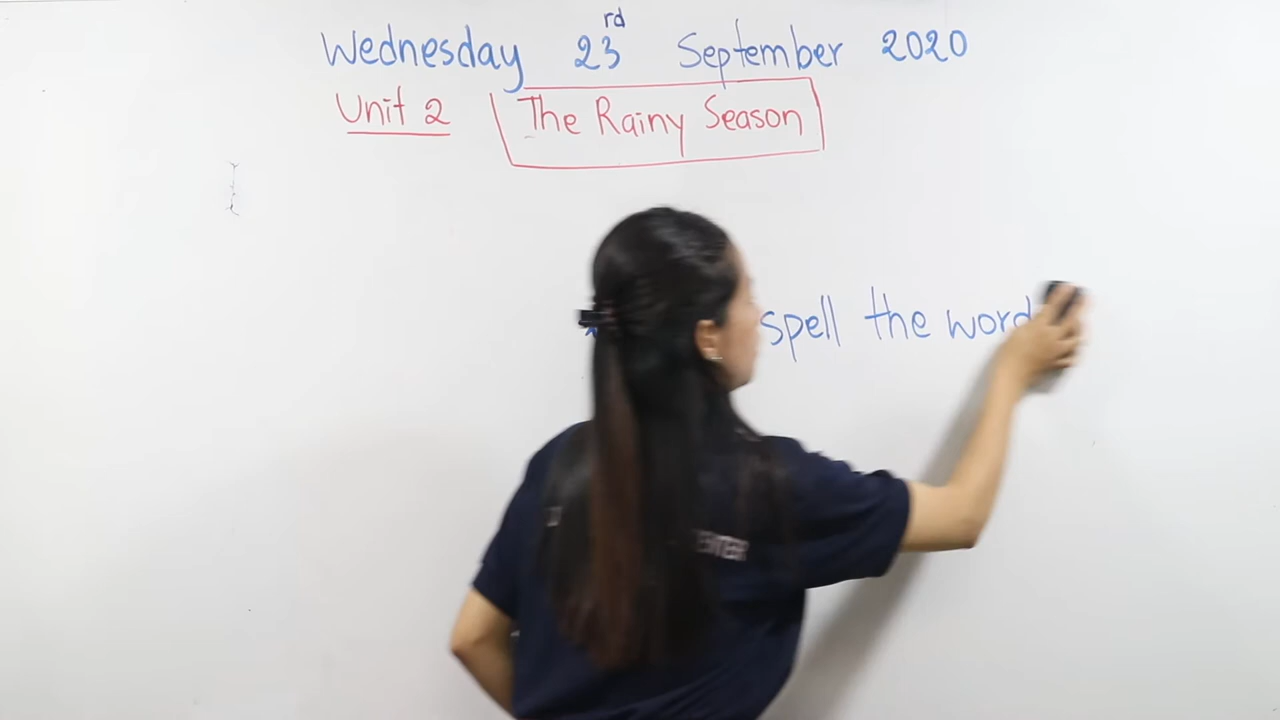 Wednesday 23rd September 2020
Unit 2 The Rainy Season
spell the word